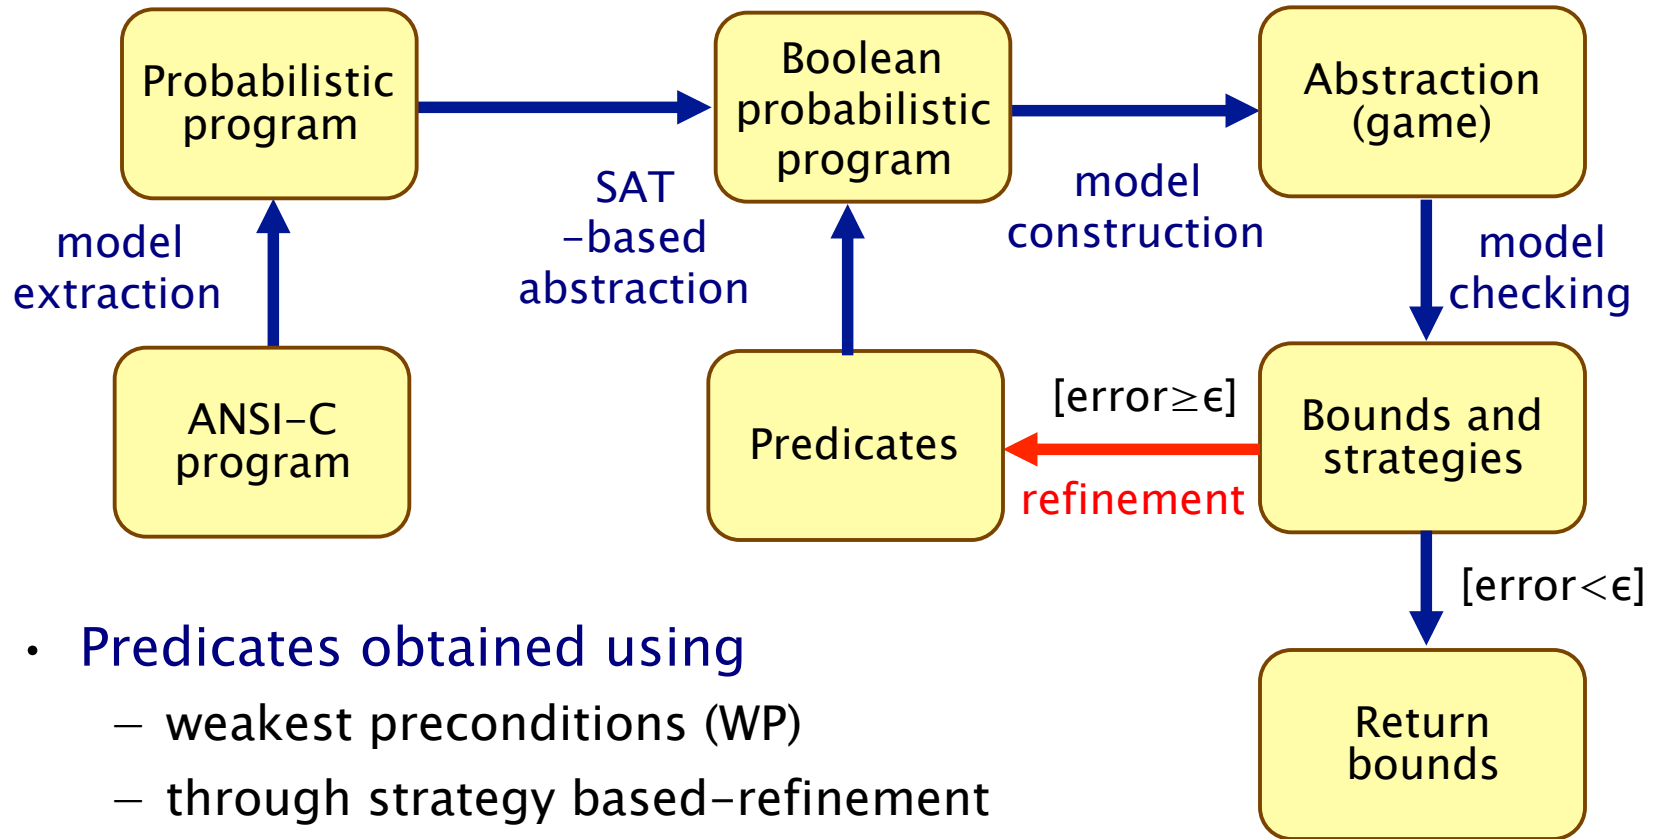 Probabilistic
program
Boolean
probabilistic
program
Abstraction
(game)
model
extraction
SAT
-based
abstraction
model
construction
model
checking
ANSI-C
program
Predicates
[error≥ϵ]
refinement
Bounds and
strategies
[error<ϵ]
Return
bounds
• Predicates obtained using
– weakest preconditions (WP)
– through strategy based-refinement